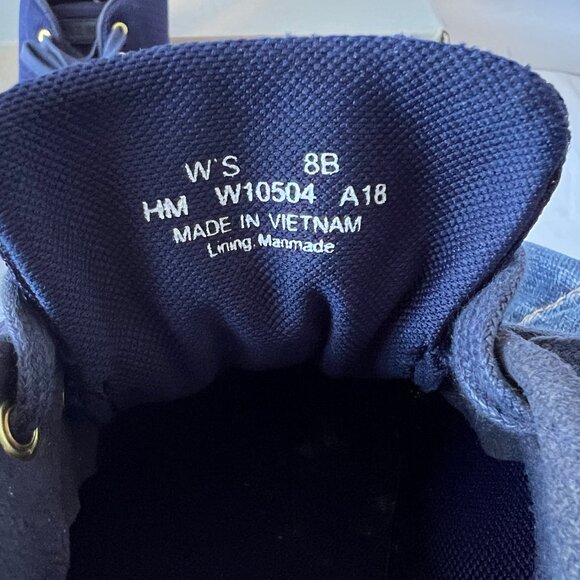 W'S 8B
HM W10504 A18
MADE IN VIETNAM
Lining, Manmade